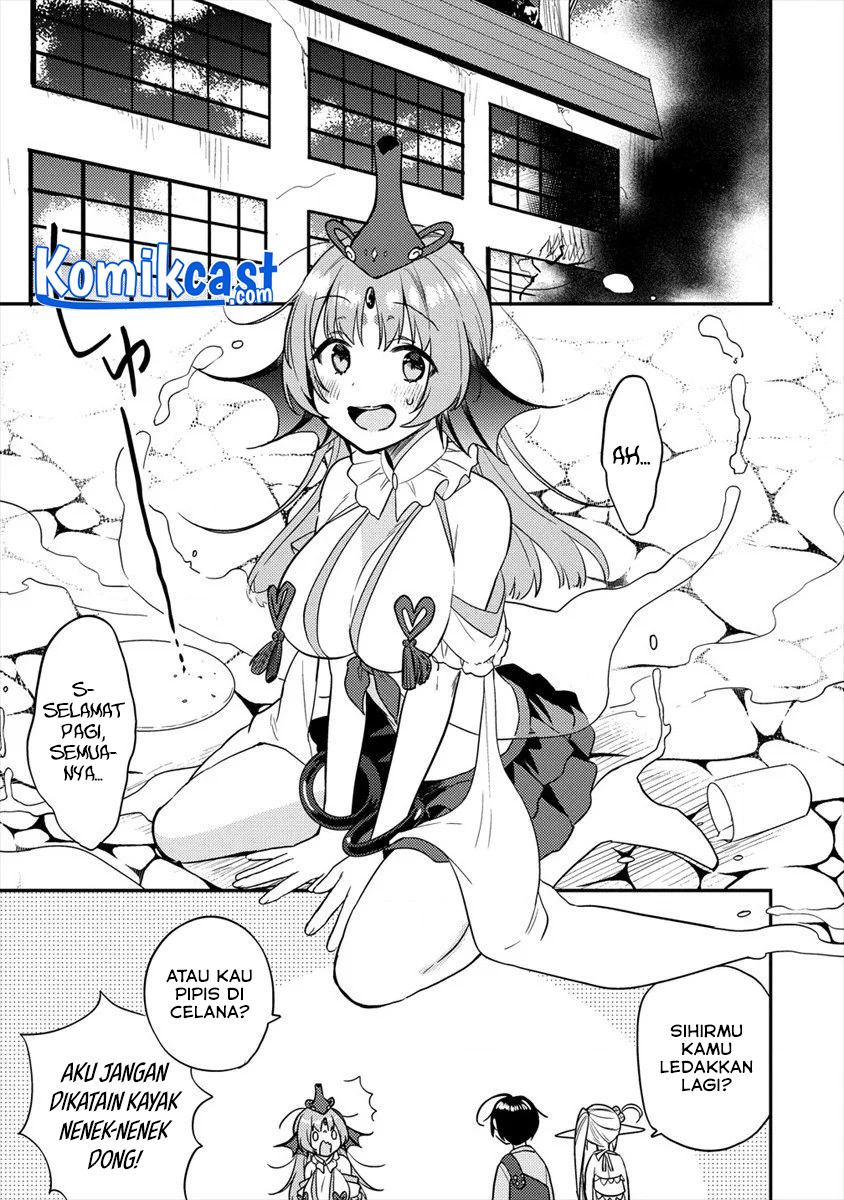 Komikcast
.com
しゅ
AH...
S-
SELAMAT
PAGI,
SEMUA-
NYA...
SIHIRMU
KAMU
LEDAKKAN
LAGI?
ATAU KAU
PIPIS DI
CELANA?
AKU JANGAN
DIKATAIN KAYAK
NENEK-NENEK
DONG!